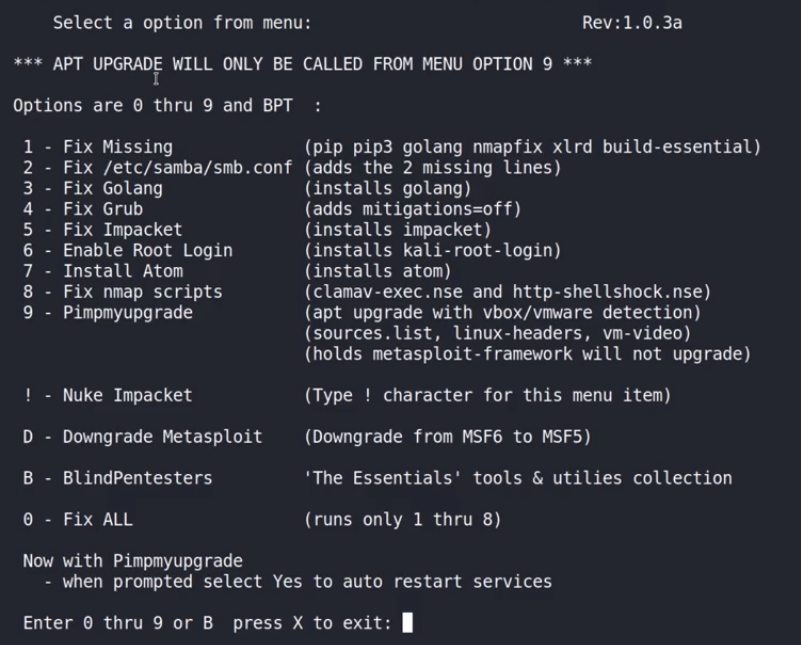 Select a option from menu: Rev:1.0.3a
*** APT UPGRADE WILL ONLY BE CALLED FROM MENU OPTION 9 ***
Options are 0 thru 9 and BPT :
1 - Fix Missing (pip pip3 golang nmapfix xlrd build-essential)
2 - Fix /etc/samba/smb.conf (adds the 2 missing lines)
3 - Fix Golang (installs golang)
4 - Fix Grub (adds mitigations=off)
5 - Fix Impacket (installs impacket)
6 - Enable Root Login (installs kali-root-login)
7 - Install Atom (installs atom)
8 - Fix nmap scripts (clamav-exec.nse and http-shellshock.nse)
9 - Pimpmyupgrade (apt upgrade with vbox/vmware detection)
(sources.list, linux-headers, vm-video)
(holds metasploit-framework will not upgrade)
! - Nuke Impacket (Type ! character for this menu item)
D - Downgrade Metasploit (Downgrade from MSF6 to MSF5)
B - BlindPentesters 'The Essentials' tools & utilies collection
0 - Fix ALL (runs only 1 thru 8)
Now with Pimpmyupgrade
- when prompted select Yes to auto restart services
Enter 0 thru 9 or B press X to exit: